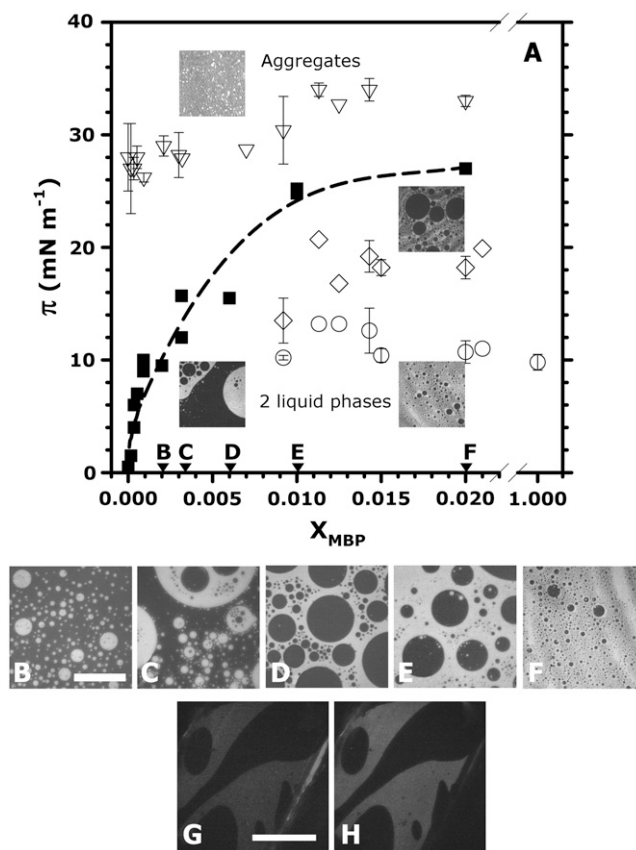 A
Aggregates
2 liquid phases
π (mN m⁻¹)
40
30
20
10
0
B C D E F
0.000 0.005 0.010 0.015 0.020 1.000
X_MBP
B C D E F
G H